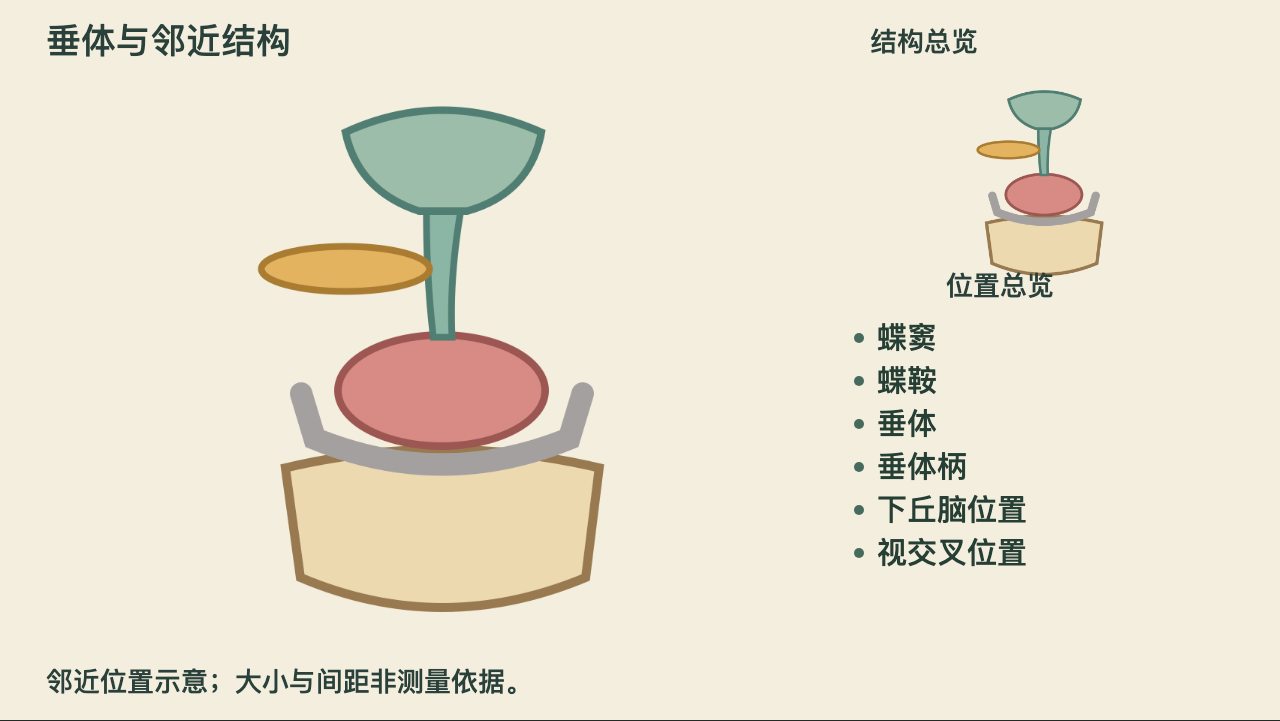 垂体与邻近结构
结构总览
位置总览
蝶窦
蝶鞍
垂体
垂体柄
下丘脑位置
视交叉位置
邻近位置示意；大小与间距非测量依据。